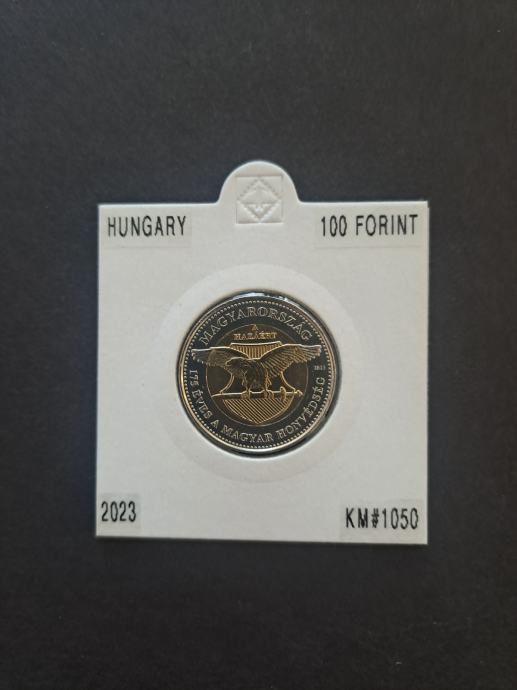 HUNGARY
100 FORINT
MAGYARORSZÁG
A
HAZÁÉRT
175 ÉVES A MAGYAR HONVÉDSÉG
2023
KM#1050